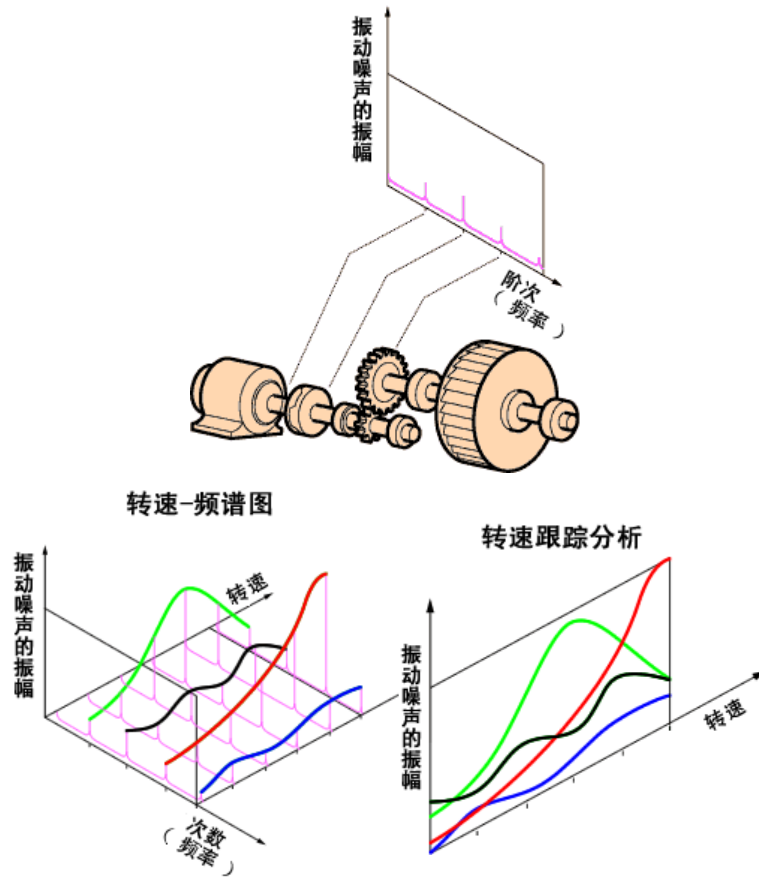 振动噪声的振幅
阶次
（频率）
转速-频谱图
转速跟踪分析
振动噪声的振幅
转速
次数
（频率）
振动噪声的振幅
转速